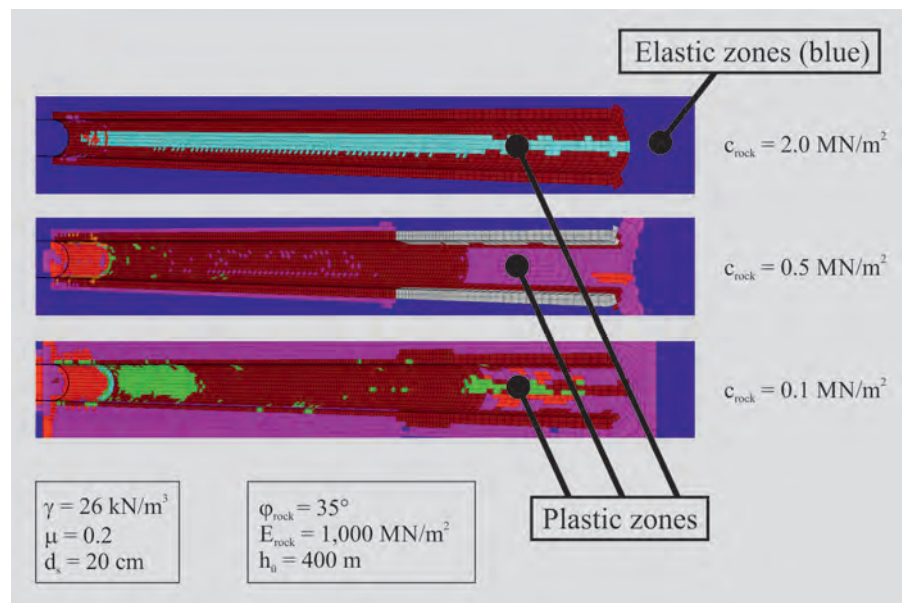 Elastic zones (blue)
c_rock = 2.0 MN/m²
c_rock = 0.5 MN/m²
c_rock = 0.1 MN/m²
Plastic zones
γ = 26 kN/m³
μ = 0.2
d_s = 20 cm
φ_rock = 35°
E_rock = 1,000 MN/m²
h_ü = 400 m